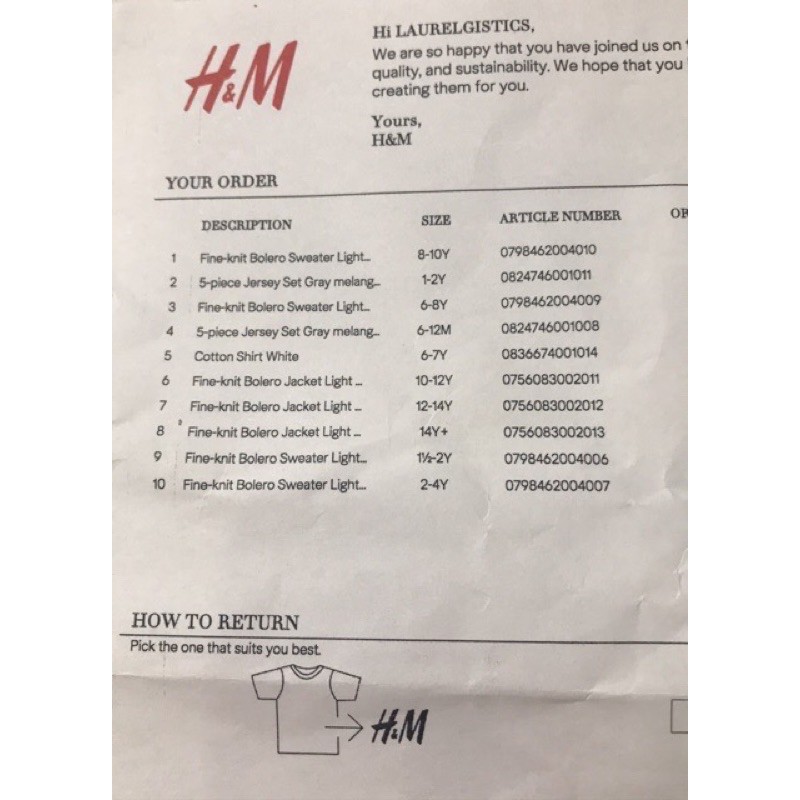 H&M
Hi LAURELGISTICS,
We are so happy that you have joined us on
quality, and sustainability. We hope that you
creating them for you.
Yours,
H&M
YOUR ORDER
DESCRIPTION SIZE ARTICLE NUMBER OR
1 Fine-knit Bolero Sweater Light... 8-10Y 0798462004010
2 5-piece Jersey Set Gray melang... 1-2Y 0824746001011
3 Fine-knit Bolero Sweater Light... 6-8Y 0798462004009
4 5-piece Jersey Set Gray melang... 6-12M 0824746001008
5 Cotton Shirt White 6-7Y 0836674001014
6 Fine-knit Bolero Jacket Light ... 10-12Y 0756083002011
7 Fine-knit Bolero Jacket Light ... 12-14Y 0756083002012
8 Fine-knit Bolero Jacket Light ... 14Y+ 0756083002013
9 Fine-knit Bolero Sweater Light... 1½-2Y 0798462004006
10 Fine-knit Bolero Sweater Light... 2-4Y 0798462004007
HOW TO RETURN
Pick the one that suits you best.
H&M